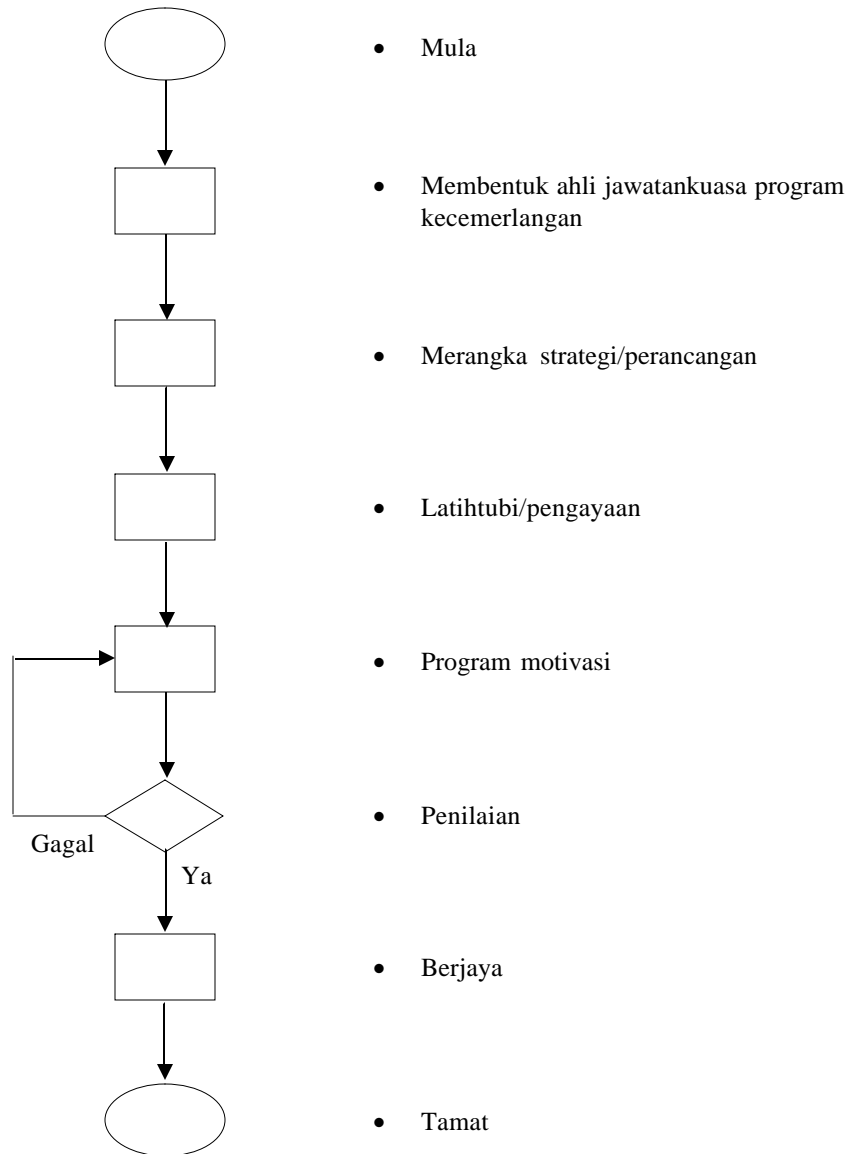 • Mula
• Membentuk ahli jawatankuasa program
kecemerlangan
• Merangka strategi/perancangan
• Latihtubi/pengayaan
• Program motivasi
• Penilaian
Gagal
Ya
• Berjaya
• Tamat